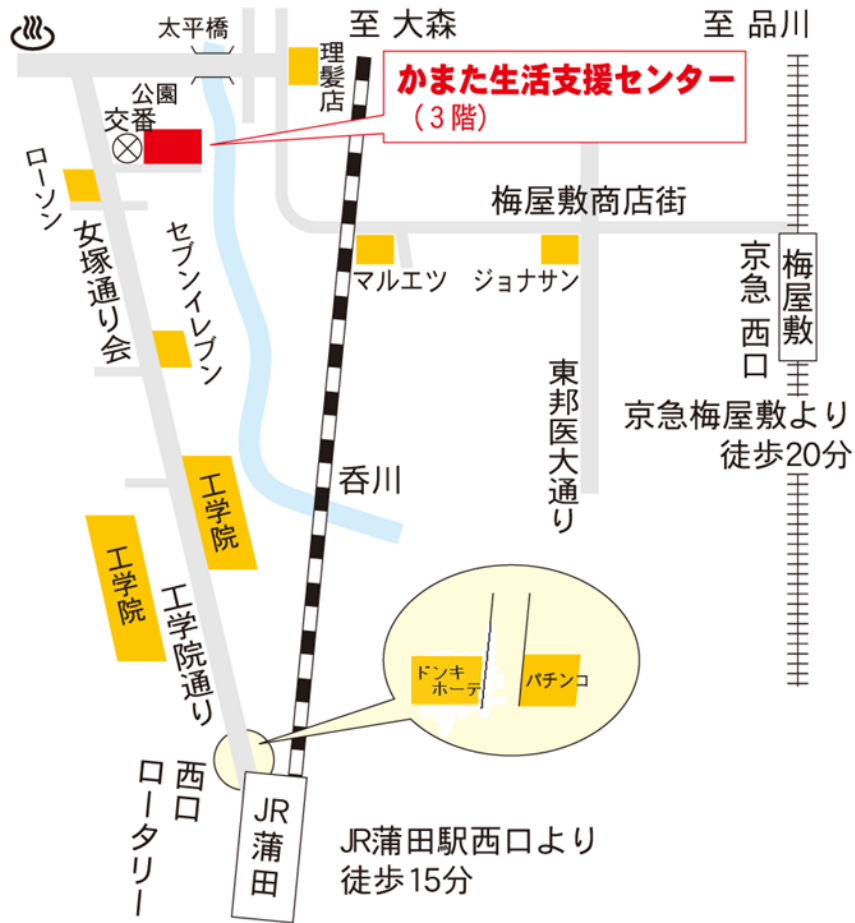 至 大森
至 品川
太平橋
理髪店
かまた生活支援センター
（3階）
公園
交番
ローソン
女塚通り会
セブンイレブン
梅屋敷商店街
マルエツ
ジョナサン
京急
西口
梅屋敷
東邦医大通り
京急梅屋敷より
徒歩20分
呑川
工学院
工学院
工学院通り
ドンキ
ホーテ
パチンコ
西口
ロータリー
JR
蒲田
JR蒲田駅西口より
徒歩15分